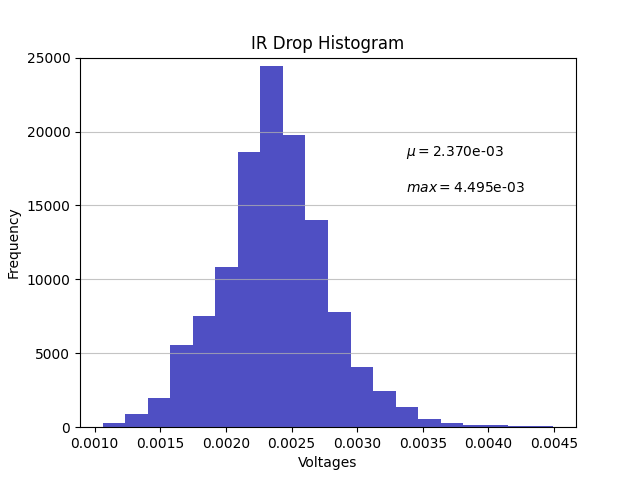 IR Drop Histogram
25000
20000
15000
10000
5000
0
Frequency
μ = 2.370e-03
max = 4.495e-03
0.0010 0.0015 0.0020 0.0025 0.0030 0.0035 0.0040 0.0045
Voltages